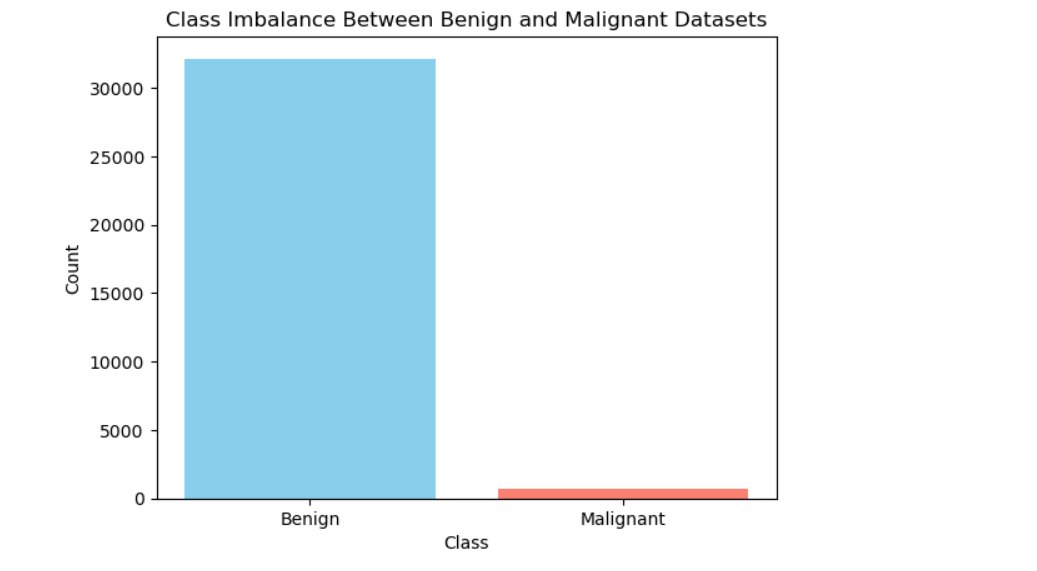 Class Imbalance Between Benign and Malignant Datasets
30000
25000
20000
15000
10000
5000
0
Count
Benign Malignant
Class